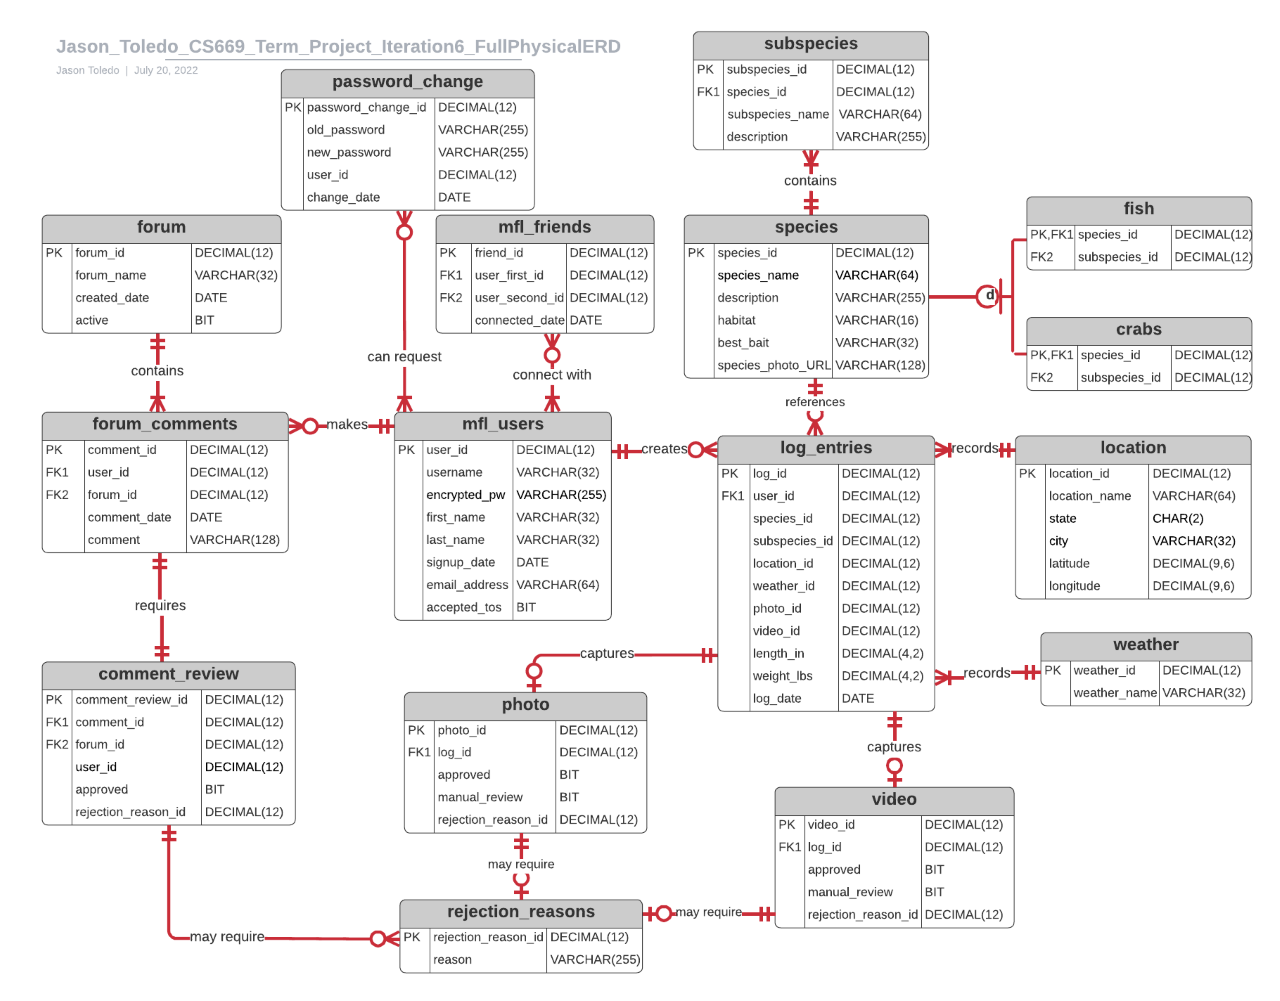 Jason_Toledo_CS669_Term_Project_Iteration6_FullPhysicalERD
Jason Toledo | July 20, 2022
password_change
PK password_change_id DECIMAL(12)
old_password VARCHAR(255)
new_password VARCHAR(255)
user_id DECIMAL(12)
change_date DATE
subspecies
PK subspecies_id DECIMAL(12)
FK1 species_id DECIMAL(12)
subspecies_name VARCHAR(64)
description VARCHAR(255)
contains
forum
PK forum_id DECIMAL(12)
forum_name VARCHAR(32)
created_date DATE
active BIT
contains
can request
mfl_friends
PK friend_id DECIMAL(12)
FK1 user_first_id DECIMAL(12)
FK2 user_second_id DECIMAL(12)
connected_date DATE
connect with
species
PK species_id DECIMAL(12)
species_name VARCHAR(64)
description VARCHAR(255)
habitat VARCHAR(16)
best_bait VARCHAR(32)
species_photo_URL VARCHAR(128)
references
d
fish
PK,FK1 species_id DECIMAL(12)
FK2 subspecies_id DECIMAL(12)
crabs
PK,FK1 species_id DECIMAL(12)
FK2 subspecies_id DECIMAL(12)
forum_comments
PK comment_id DECIMAL(12)
FK1 user_id DECIMAL(12)
FK2 forum_id DECIMAL(12)
comment_date DATE
comment VARCHAR(128)
makes
requires
mfl_users
PK user_id DECIMAL(12)
username VARCHAR(32)
encrypted_pw VARCHAR(255)
first_name VARCHAR(32)
last_name VARCHAR(32)
signup_date DATE
email_address VARCHAR(64)
accepted_tos BIT
creates
log_entries
PK log_id DECIMAL(12)
FK1 user_id DECIMAL(12)
species_id DECIMAL(12)
subspecies_id DECIMAL(12)
location_id DECIMAL(12)
weather_id DECIMAL(12)
photo_id DECIMAL(12)
video_id DECIMAL(12)
length_in DECIMAL(4,2)
weight_lbs DECIMAL(4,2)
log_date DATE
records
location
PK location_id DECIMAL(12)
location_name VARCHAR(64)
state CHAR(2)
city VARCHAR(32)
latitude DECIMAL(9,6)
longitude DECIMAL(9,6)
records
weather
PK weather_id DECIMAL(12)
weather_name VARCHAR(32)
captures
captures
comment_review
PK comment_review_id DECIMAL(12)
FK1 comment_id DECIMAL(12)
FK2 forum_id DECIMAL(12)
user_id DECIMAL(12)
approved BIT
rejection_reason_id DECIMAL(12)
photo
PK photo_id DECIMAL(12)
FK1 log_id DECIMAL(12)
approved BIT
manual_review BIT
rejection_reason_id DECIMAL(12)
may require
video
PK video_id DECIMAL(12)
FK1 log_id DECIMAL(12)
approved BIT
manual_review BIT
rejection_reason_id DECIMAL(12)
may require
may require
rejection_reasons
PK rejection_reason_id DECIMAL(12)
reason VARCHAR(255)